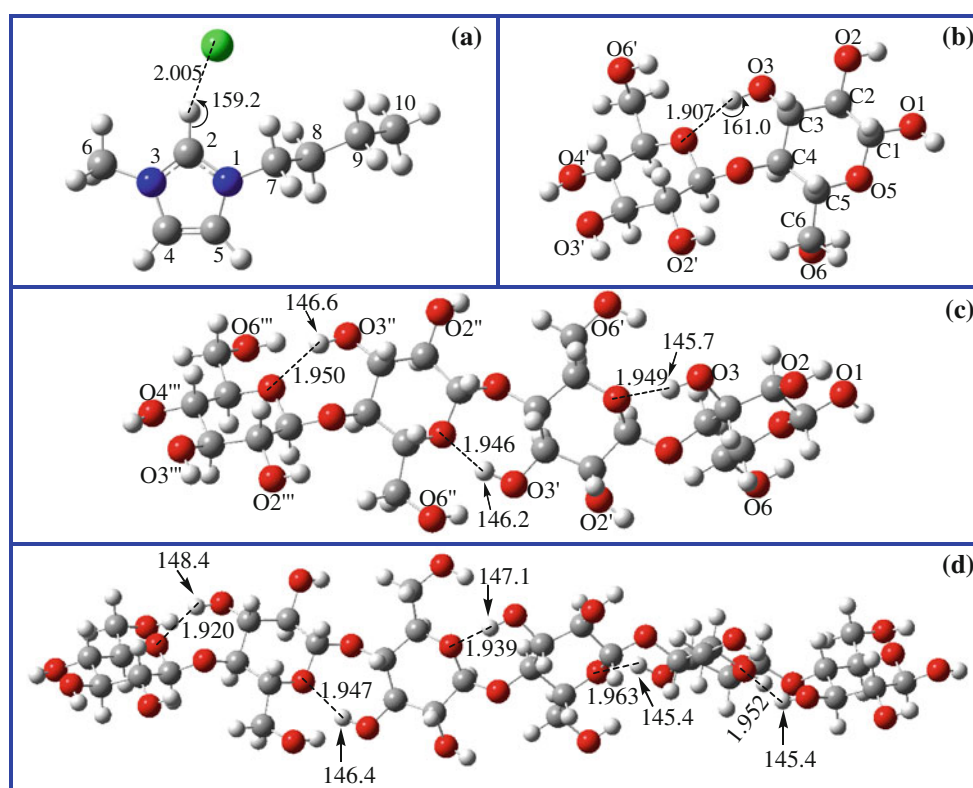 (a)
2.005
159.2
10
8
6
3
2
1
9
7
4
5
(b)
O2
O6'
O3
1.907
C2
O1
161.0
C3
C1
O4'
C4
O5
C5
O3'
C6
O2'
O6
(c)
146.6
O3''
O6'''
O2''
O6'
145.7
1.950
1.949
O3
O2
O1
O4'''
1.946
O3'''
O3'
O2'''
O6''
O6
146.2
O2'
(d)
148.4
147.1
1.920
1.939
1.947
1.963
1.952
145.4
146.4
145.4